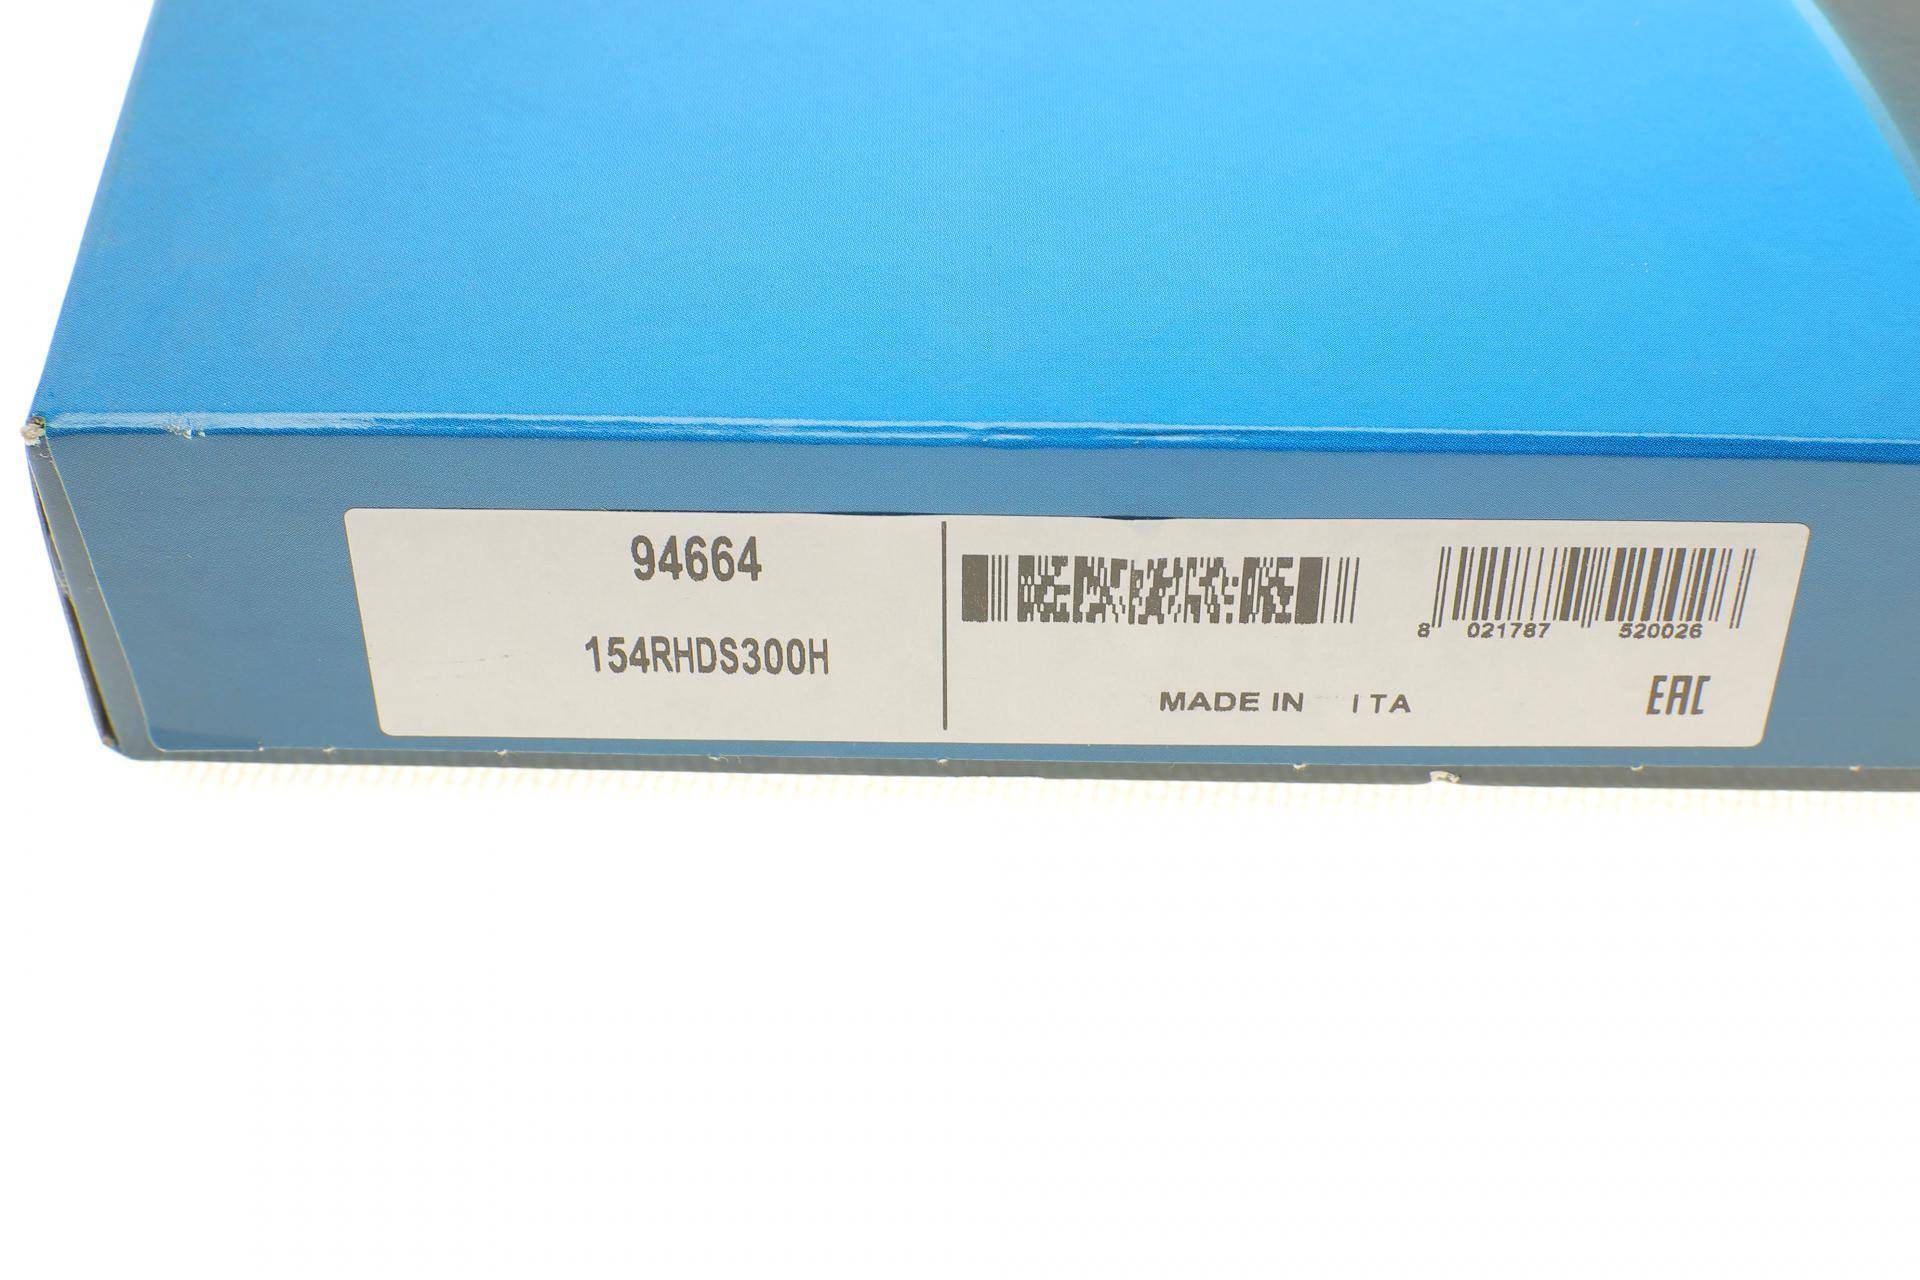 94664
154RHDS300H
8 021787 520026
MADE IN ITA
EAC